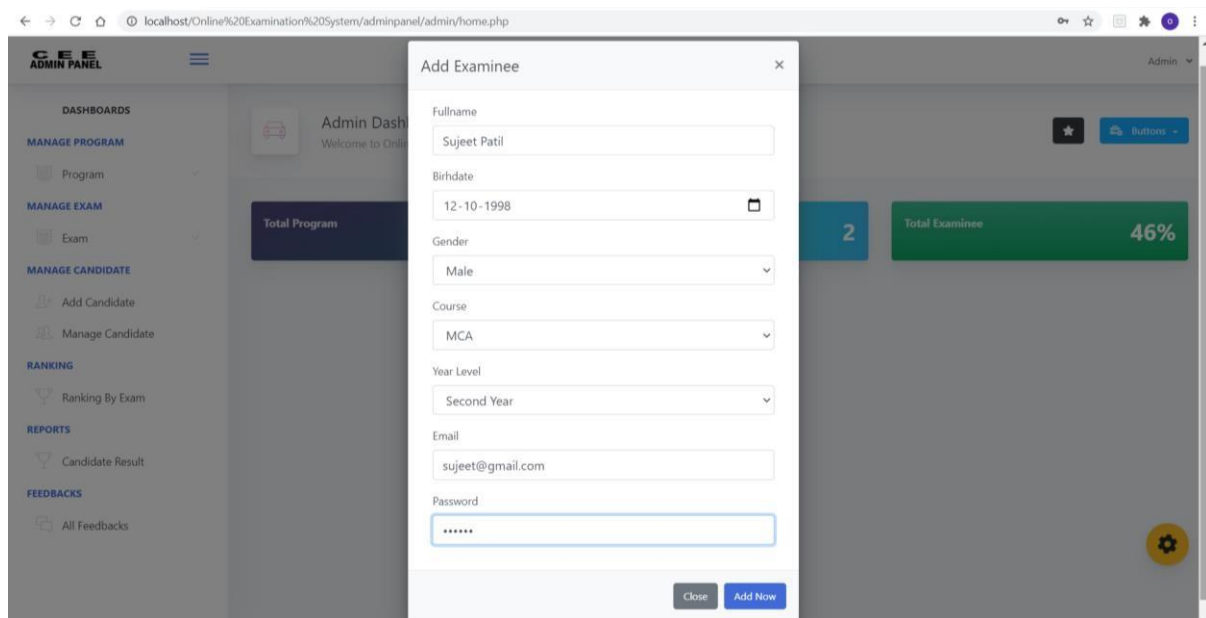 localhost/Online%20Examination%20System/adminpanel/admin/home.php
CEE
ADMIN PANEL
Admin
DASHBOARDS
MANAGE PROGRAM
Program
MANAGE EXAM
Exam
MANAGE CANDIDATE
Add Candidate
Manage Candidate
RANKING
Ranking By Exam
REPORTS
Candidate Result
FEEDBACKS
All Feedbacks
Admin Dash
Welcome to Onlin
Buttons
Total Program
2
Total Examinee
46%
Add Examinee
×
Fullname
Sujeet Patil
Birhdate
12-10-1998
Gender
Male
Course
MCA
Year Level
Second Year
Email
sujeet@gmail.com
Password
••••••
Close
Add Now